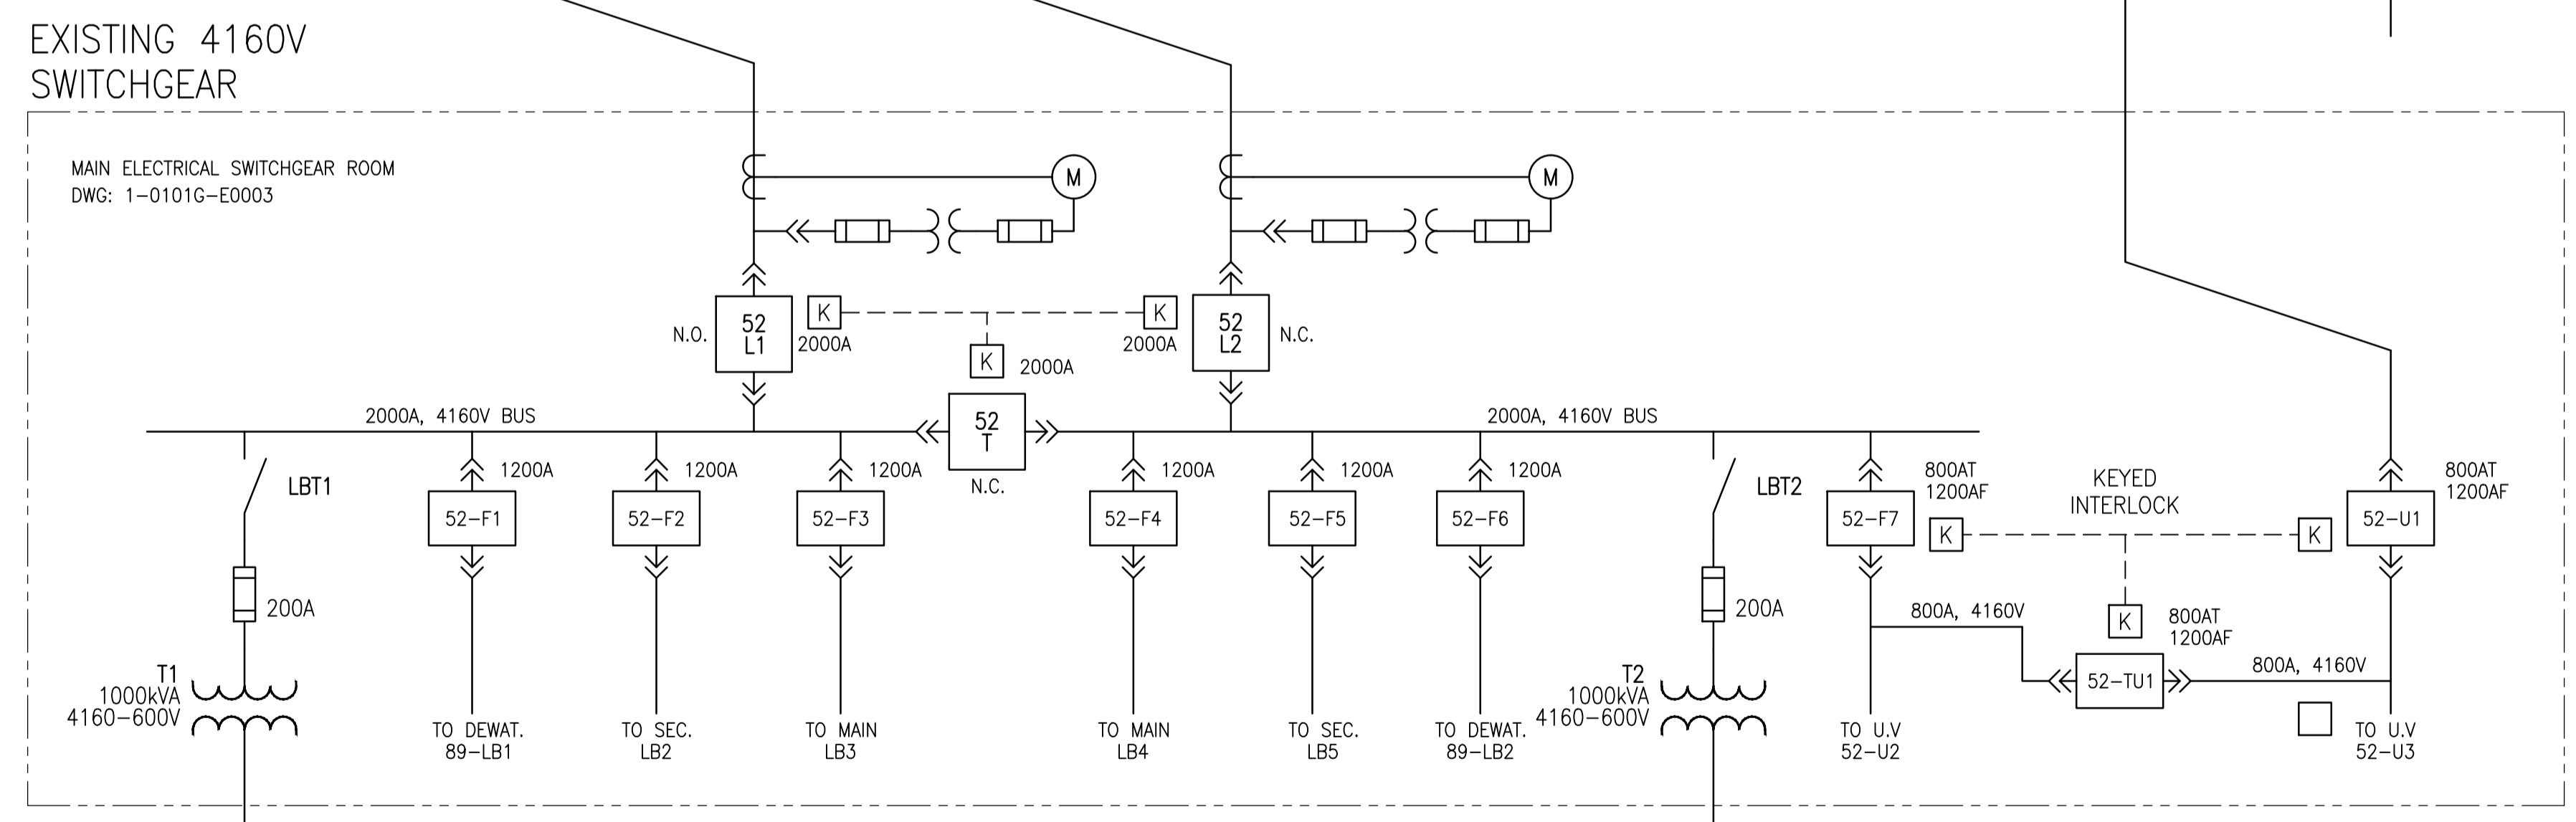 EXISTING 4160V
SWITCHGEAR
MAIN ELECTRICAL SWITCHGEAR ROOM
DWG: 1-0101G-E0003
M
M
N.O.
52
L1
K
2000A
K
2000A
52
L2
N.C.
K
2000A
2000A, 4160V BUS
52
T
N.C.
2000A, 4160V BUS
LBT1
200A
T1
1000kVA
4160-600V
1200A
52-F1
TO DEWAT.
89-LB1
1200A
52-F2
TO SEC.
LB2
1200A
52-F3
TO MAIN
LB3
1200A
52-F4
TO MAIN
LB4
1200A
52-F5
TO SEC.
LB5
1200A
52-F6
TO DEWAT.
89-LB2
LBT2
200A
T2
1000kVA
4160-600V
800AT
1200AF
52-F7
K
TO U.V
52-U2
KEYED
INTERLOCK
K
800AT
1200AF
52-U1
800A, 4160V
K
800AT
1200AF
52-TU1
800A, 4160V
TO U.V
52-U3